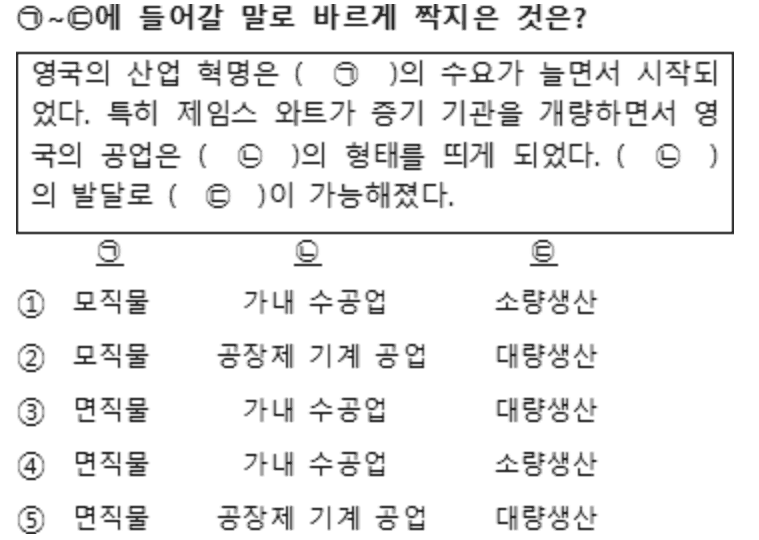 ㉠~㉢에 들어갈 말로 바르게 짝지은 것은?
영국의 산업 혁명은 ( ㉠ )의 수요가 늘면서 시작되
었다. 특히 제임스 와트가 증기 기관을 개량하면서 영
국의 공업은 ( ㉡ )의 형태를 띄게 되었다. ( ㉡ )
의 발달로 ( ㉢ )이 가능해졌다.
㉠ ㉡ ㉢
① 모직물 가내 수공업 소량생산
② 모직물 공장제 기계 공업 대량생산
③ 면직물 가내 수공업 대량생산
④ 면직물 가내 수공업 소량생산
⑤ 면직물 공장제 기계 공업 대량생산